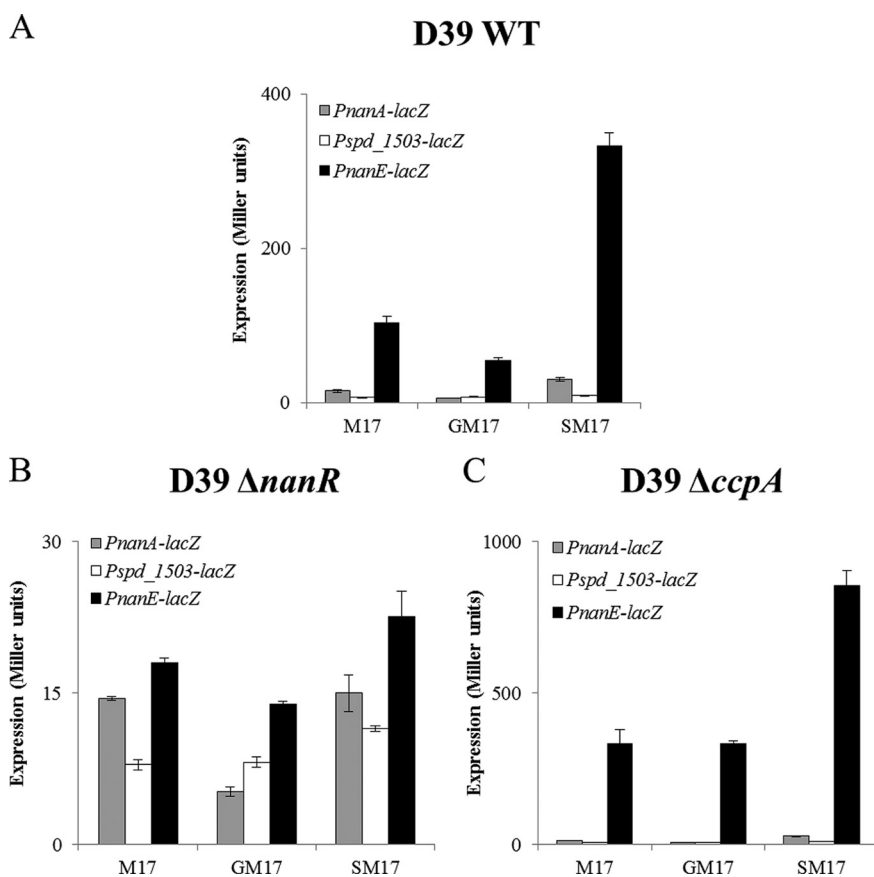 A
D39 WT
Expression (Miller units)
400
200
0
PnanA-lacZ
Pspd_1503-lacZ
PnanE-lacZ
M17 GM17 SM17
B
D39 ΔnanR
Expression (Miller units)
30
15
0
PnanA-lacZ
Pspd_1503-lacZ
PnanE-lacZ
M17 GM17 SM17
C
D39 ΔccpA
Expression (Miller units)
1000
500
0
PnanA-lacZ
Pspd_1503-lacZ
PnanE-lacZ
M17 GM17 SM17